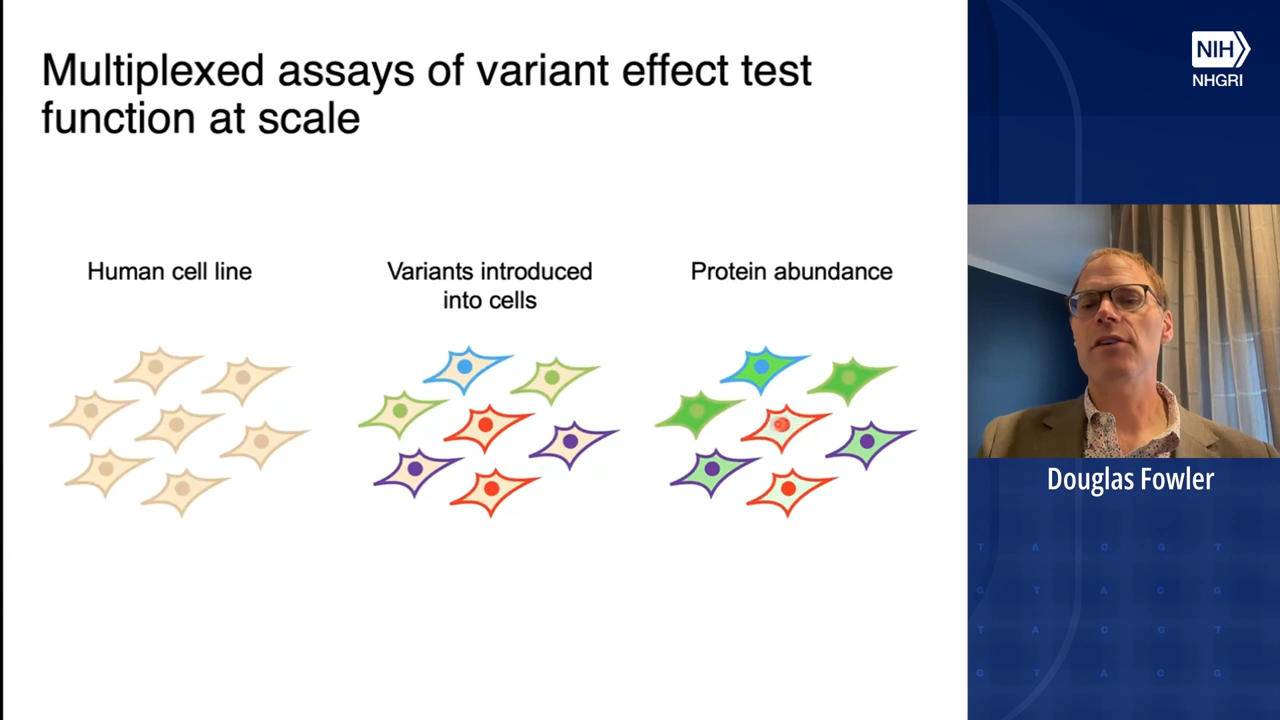 Multiplexed assays of variant effect test
function at scale
Human cell line
Variants introduced
into cells
Protein abundance
NIH
NHGRI
Douglas Fowler
T A C G T
G T A C G
T A C G T
G T A C G